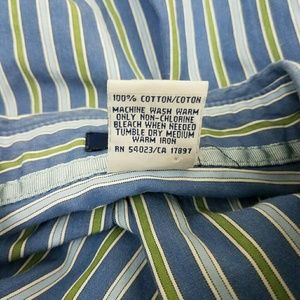 100% COTTON/COTON
MACHINE WASH WARM
ONLY NON-CHLORINE
BLEACH WHEN NEEDED
TUMBLE DRY MEDIUM
WARM IRON
RN 54023/CA 17897